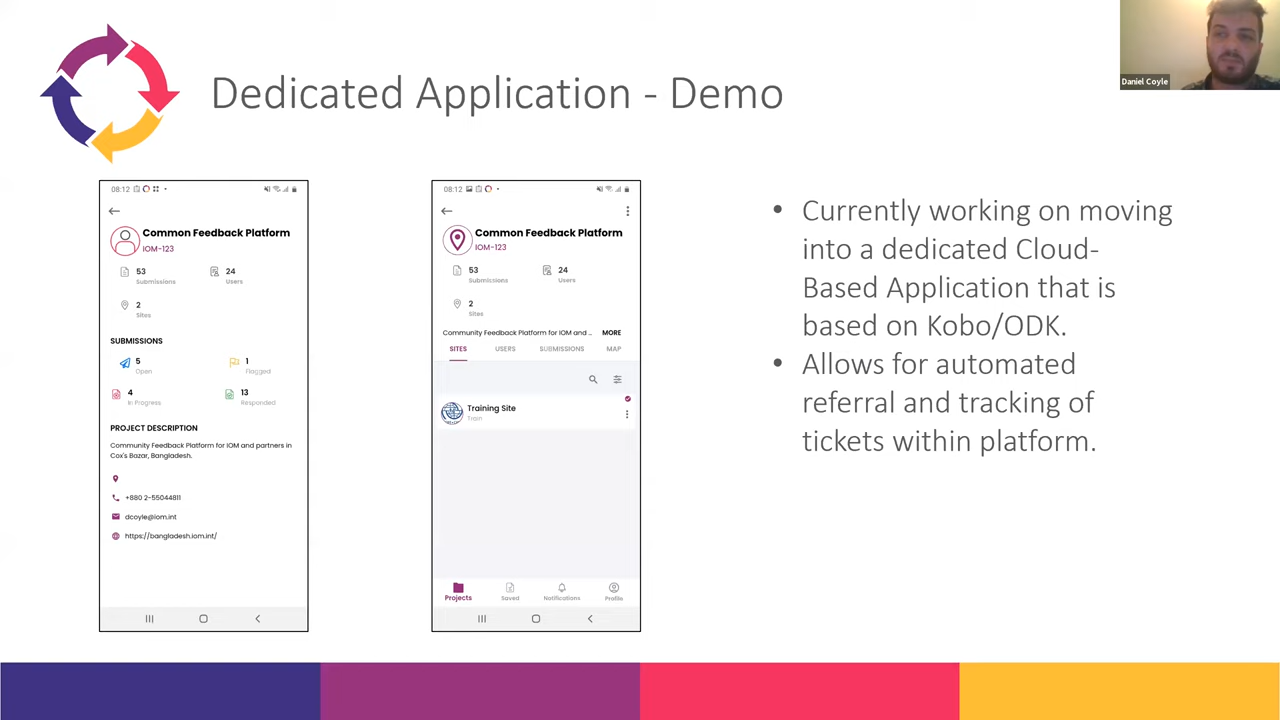 Daniel Coyle
Dedicated Application - Demo
08:12
Common Feedback Platform
IOM-123
53
Submissions
24
Users
2
Sites
SUBMISSIONS
5
Open
1
Flagged
4
In Progress
13
Responded
PROJECT DESCRIPTION
Community Feedback Platform for IOM and partners in
Cox's Bazar, Bangladesh.
+880 2-55044811
dcoyle@iom.int
https://bangladesh.iom.int/
08:12
Common Feedback Platform
IOM-123
53
Submissions
24
Users
2
Sites
Community Feedback Platform for IOM and ... MORE
SITES USERS SUBMISSIONS MAP
Training Site
Train
Projects Saved Notifications Profile
• Currently working on moving
into a dedicated Cloud-
Based Application that is
based on Kobo/ODK.
• Allows for automated
referral and tracking of
tickets within platform.